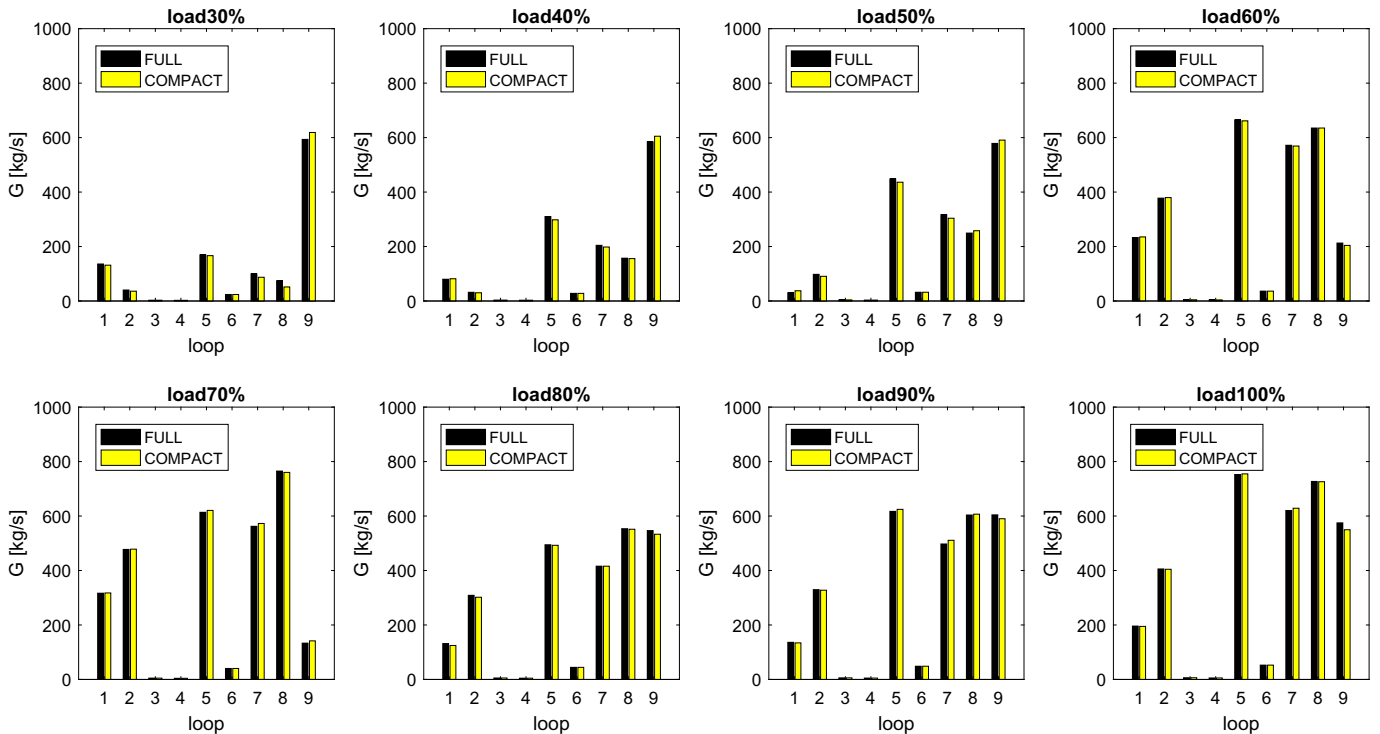 load30%
1000
800
600
400
200
0
G [kg/s]
FULL
COMPACT
1 2 3 4 5 6 7 8 9
loop
load40%
1000
800
600
400
200
0
G [kg/s]
FULL
COMPACT
1 2 3 4 5 6 7 8 9
loop
load50%
1000
800
600
400
200
0
G [kg/s]
FULL
COMPACT
1 2 3 4 5 6 7 8 9
loop
load60%
1000
800
600
400
200
0
G [kg/s]
FULL
COMPACT
1 2 3 4 5 6 7 8 9
loop
load70%
1000
800
600
400
200
0
G [kg/s]
FULL
COMPACT
1 2 3 4 5 6 7 8 9
loop
load80%
1000
800
600
400
200
0
G [kg/s]
FULL
COMPACT
1 2 3 4 5 6 7 8 9
loop
load90%
1000
800
600
400
200
0
G [kg/s]
FULL
COMPACT
1 2 3 4 5 6 7 8 9
loop
load100%
1000
800
600
400
200
0
G [kg/s]
FULL
COMPACT
1 2 3 4 5 6 7 8 9
loop